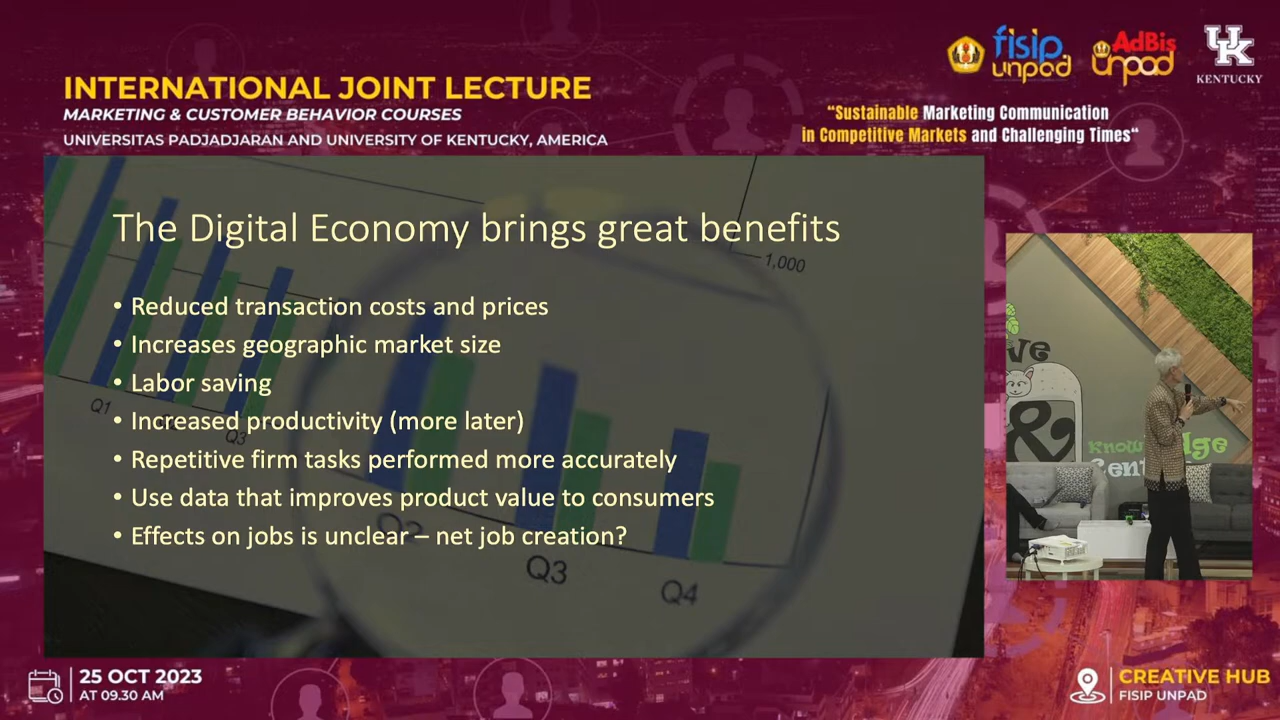 INTERNATIONAL JOINT LECTURE
MARKETING & CUSTOMER BEHAVIOR COURSES
UNIVERSITAS PADJADJARAN AND UNIVERSITY OF KENTUCKY, AMERICA
fisip
unpad
AdBis
unpad
UK
KENTUCKY
“Sustainable Marketing Communication
in Competitive Markets and Challenging Times“
The Digital Economy brings great benefits
1,000
• Reduced transaction costs and prices
• Increases geographic market size
• Labor saving
• Increased productivity (more later)
• Repetitive firm tasks performed more accurately
• Use data that improves product value to consumers
• Effects on jobs is unclear – net job creation?
Q1
Q3
Q2
Q3
Q4
&
25 OCT 2023
AT 09.30 AM
CREATIVE HUB
FISIP UNPAD